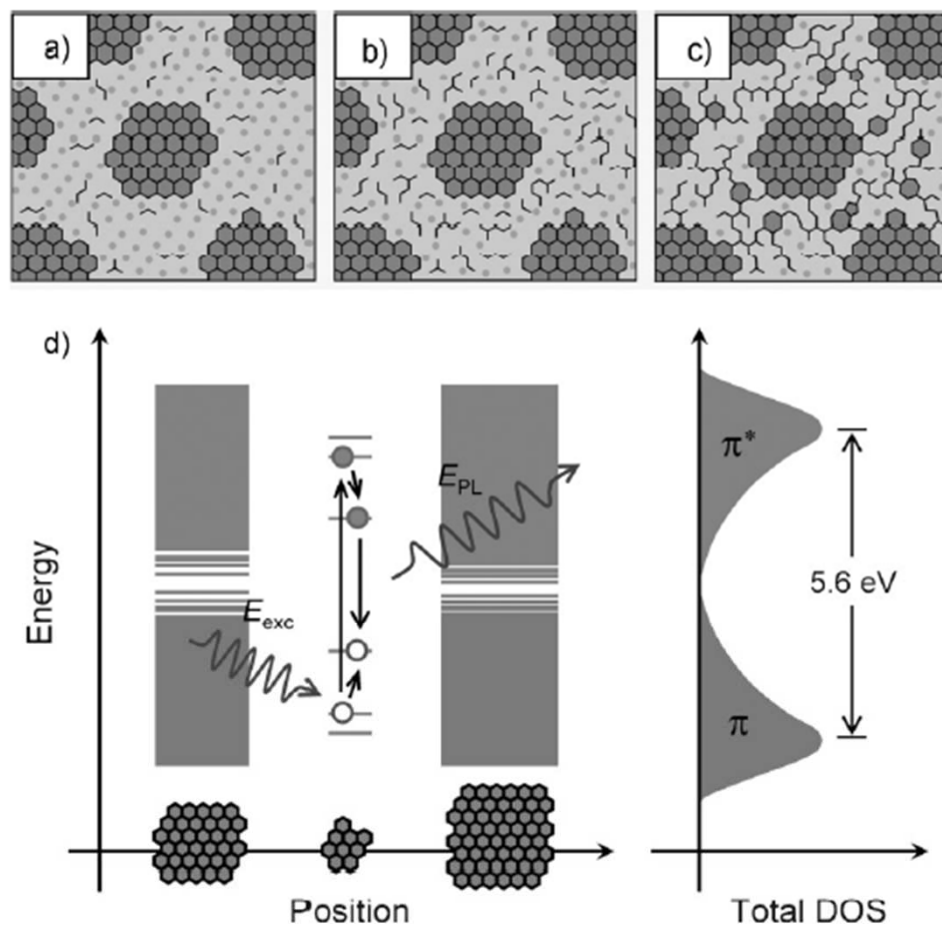 a)
b)
c)
d)
E_PL
E_exc
Energy
Position
π*
5.6 eV
π
Total DOS